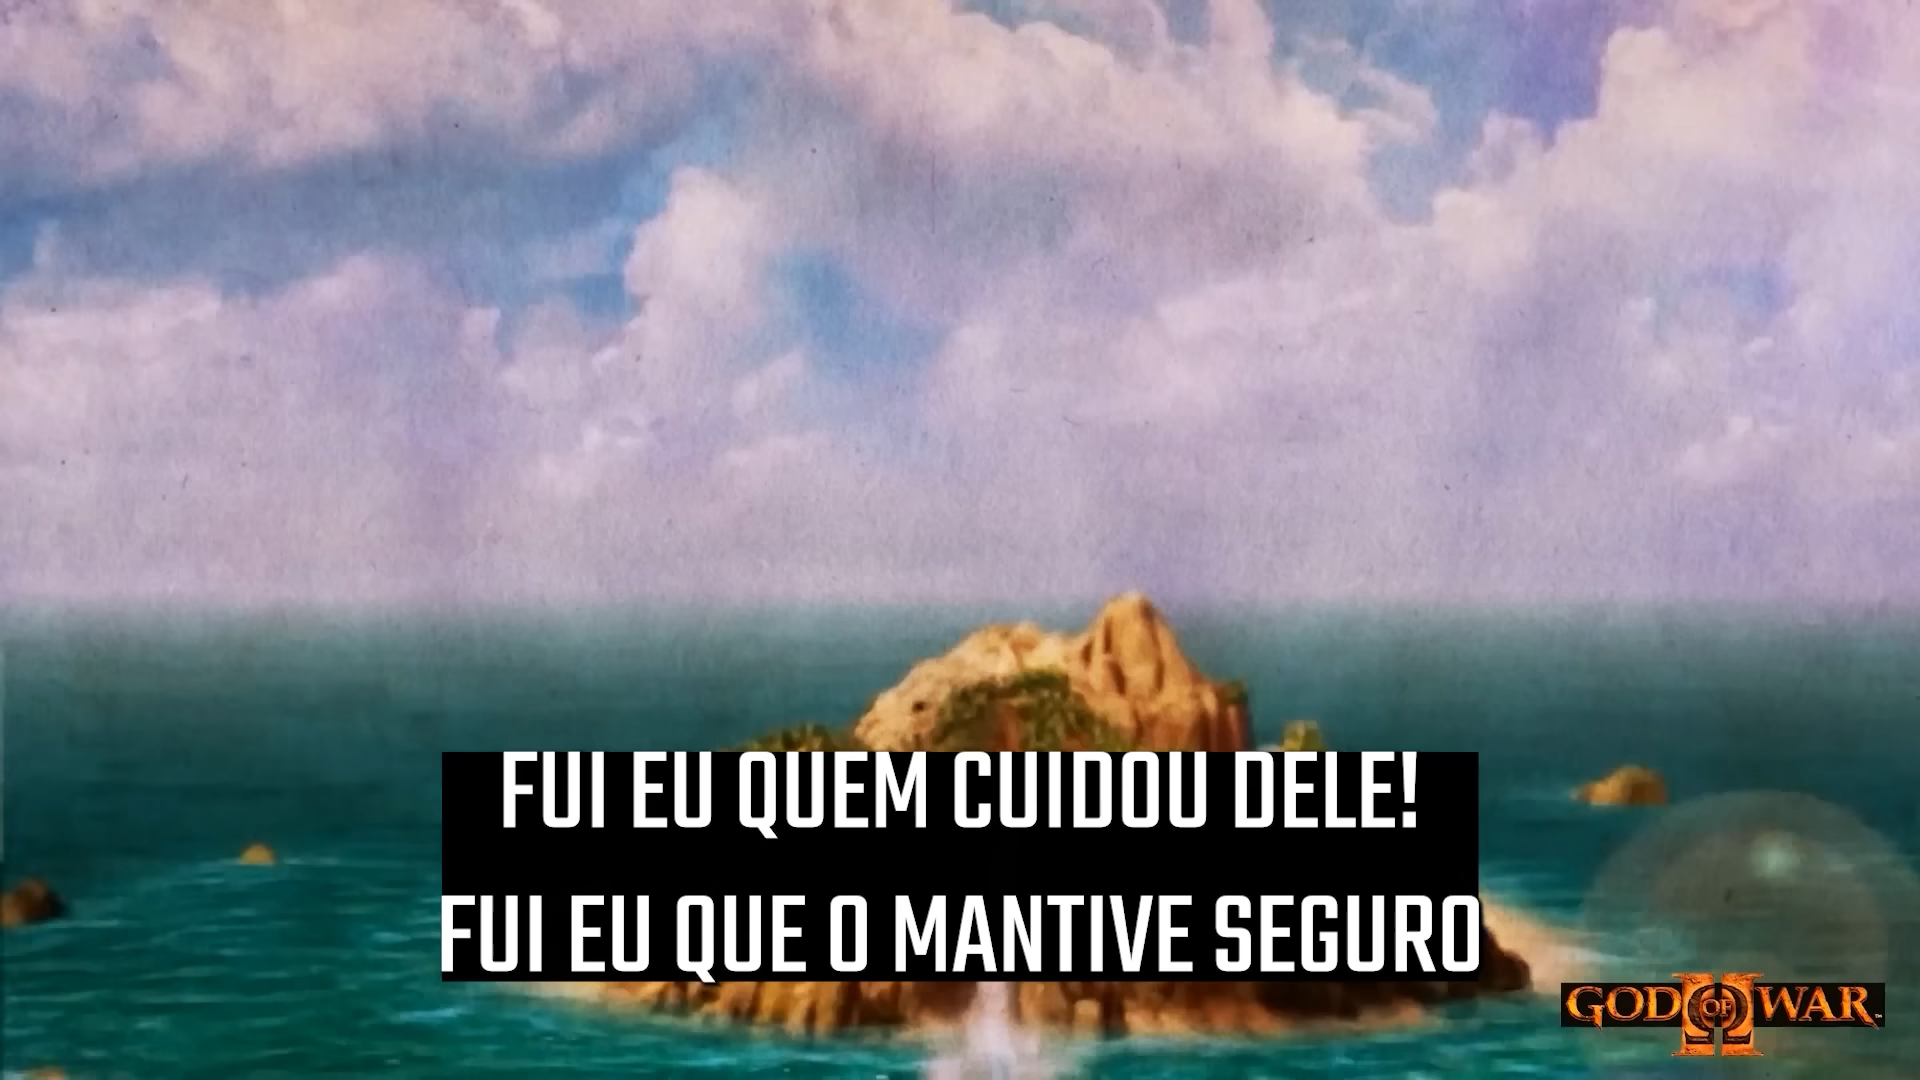 FUI EU QUEM CUIDOU DELE!
FUI EU QUE O MANTIVE SEGURO
GOD OF WAR
II